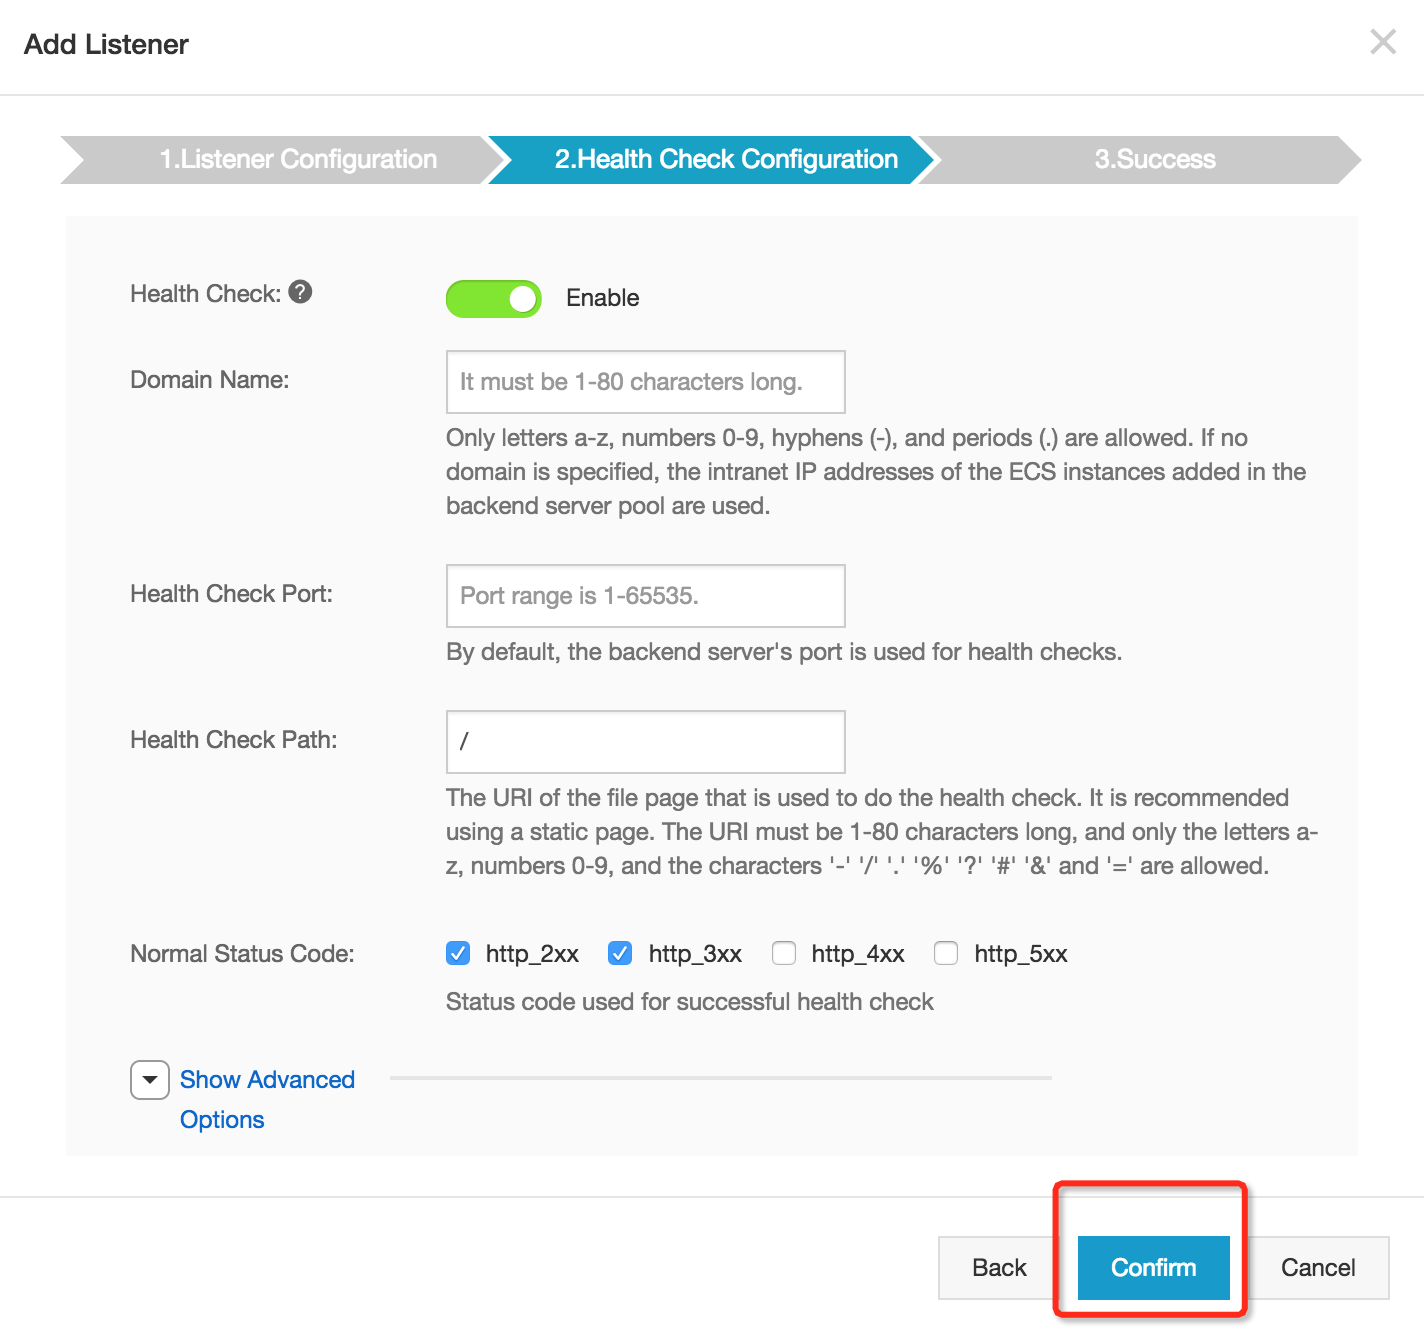 Add Listener
1.Listener Configuration
2.Health Check Configuration
3.Success
Health Check: ?
Enable
Domain Name:
It must be 1-80 characters long.
Only letters a-z, numbers 0-9, hyphens (-), and periods (.) are allowed. If no
domain is specified, the intranet IP addresses of the ECS instances added in the
backend server pool are used.
Health Check Port:
Port range is 1-65535.
By default, the backend server's port is used for health checks.
Health Check Path:
/
The URI of the file page that is used to do the health check. It is recommended
using a static page. The URI must be 1-80 characters long, and only the letters a-
z, numbers 0-9, and the characters '-' '/' '.' '%' '?' '#' '&' and '=' are allowed.
Normal Status Code:
http_2xx
http_3xx
http_4xx
http_5xx
Status code used for successful health check
Show Advanced
Options
Back
Confirm
Cancel